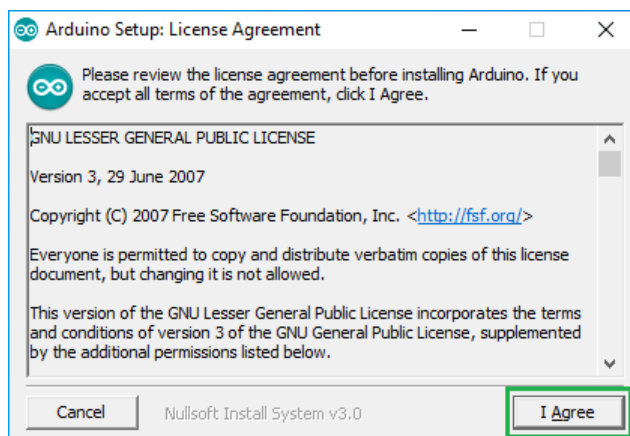 Arduino Setup: License Agreement
Please review the license agreement before installing Arduino. If you
accept all terms of the agreement, click I Agree.
GNU LESSER GENERAL PUBLIC LICENSE
Version 3, 29 June 2007
Copyright (C) 2007 Free Software Foundation, Inc. <http://fsf.org/>
Everyone is permitted to copy and distribute verbatim copies of this license
document, but changing it is not allowed.
This version of the GNU Lesser General Public License incorporates the terms
and conditions of version 3 of the GNU General Public License, supplemented
by the additional permissions listed below.
Cancel
Nullsoft Install System v3.0
I Agree